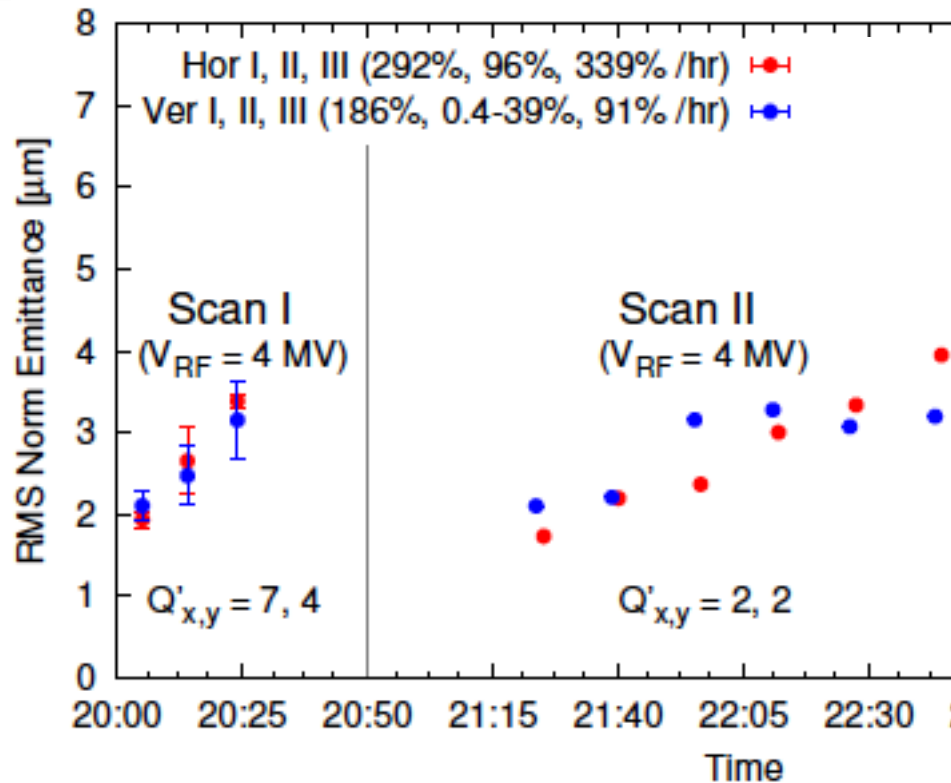 8
7
6
5
4
3
2
1
0
RMS Norm Emittance [μm]
Hor I, II, III (292%, 96%, 339% /hr)
Ver I, II, III (186%, 0.4-39%, 91% /hr)
Scan I
(V_RF = 4 MV)
Scan II
(V_RF = 4 MV)
Q'x,y = 7, 4
Q'x,y = 2, 2
20:00 20:25 20:50 21:15 21:40 22:05 22:30
Time